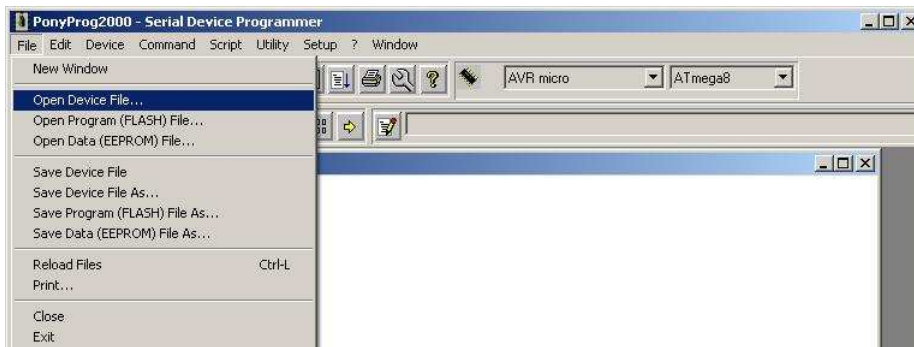 PonyProg2000 - Serial Device Programmer
File Edit Device Command Script Utility Setup ? Window
New Window
AVR micro ATmega8
Open Device File...
Open Program (FLASH) File...
Open Data (EEPROM) File...
Save Device File
Save Device File As...
Save Program (FLASH) File As...
Save Data (EEPROM) File As...
Reload Files Ctrl-L
Print...
Close
Exit